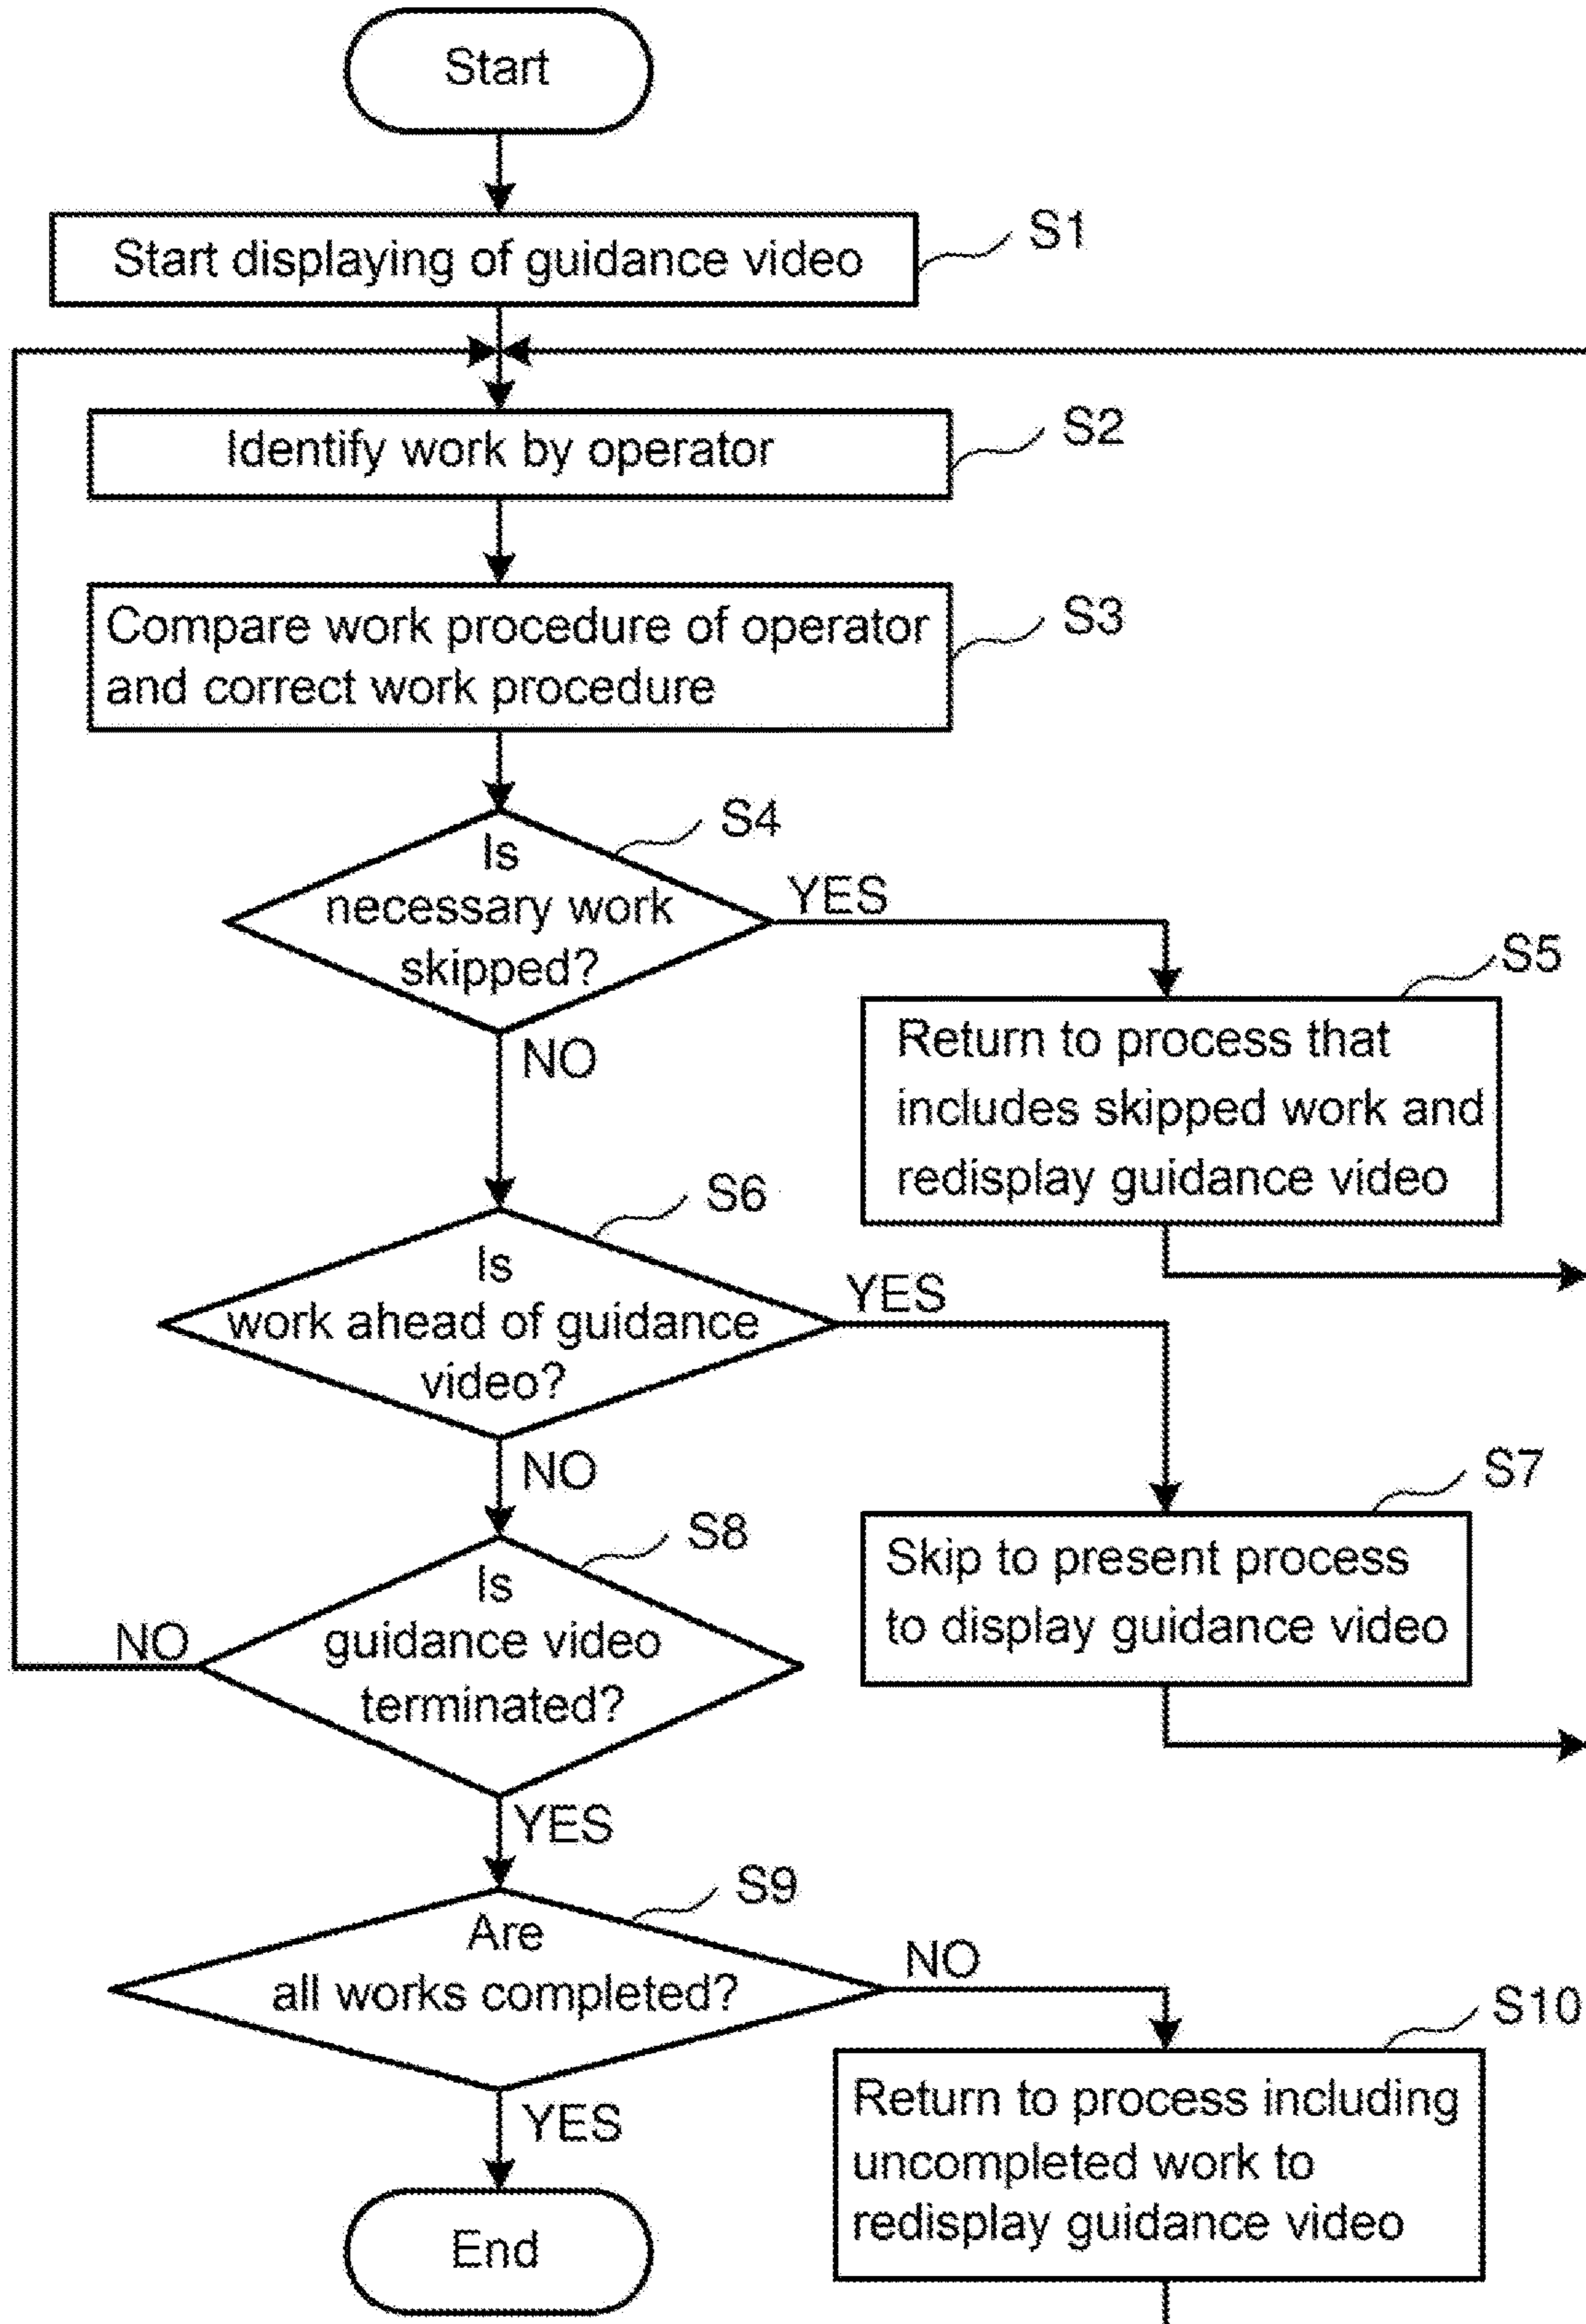 Start
Start displaying of guidance video
S1
Identify work by operator
S2
Compare work procedure of operator
and correct work procedure
S3
S4
Is
necessary work
skipped?
YES
NO
S5
Return to process that
includes skipped work and
redisplay guidance video
S6
Is
work ahead of guidance
video?
YES
NO
S7
Skip to present process
to display guidance video
S8
Is
guidance video
terminated?
NO
YES
S9
Are
all works completed?
NO
YES
S10
Return to process including
uncompleted work to
redisplay guidance video
End